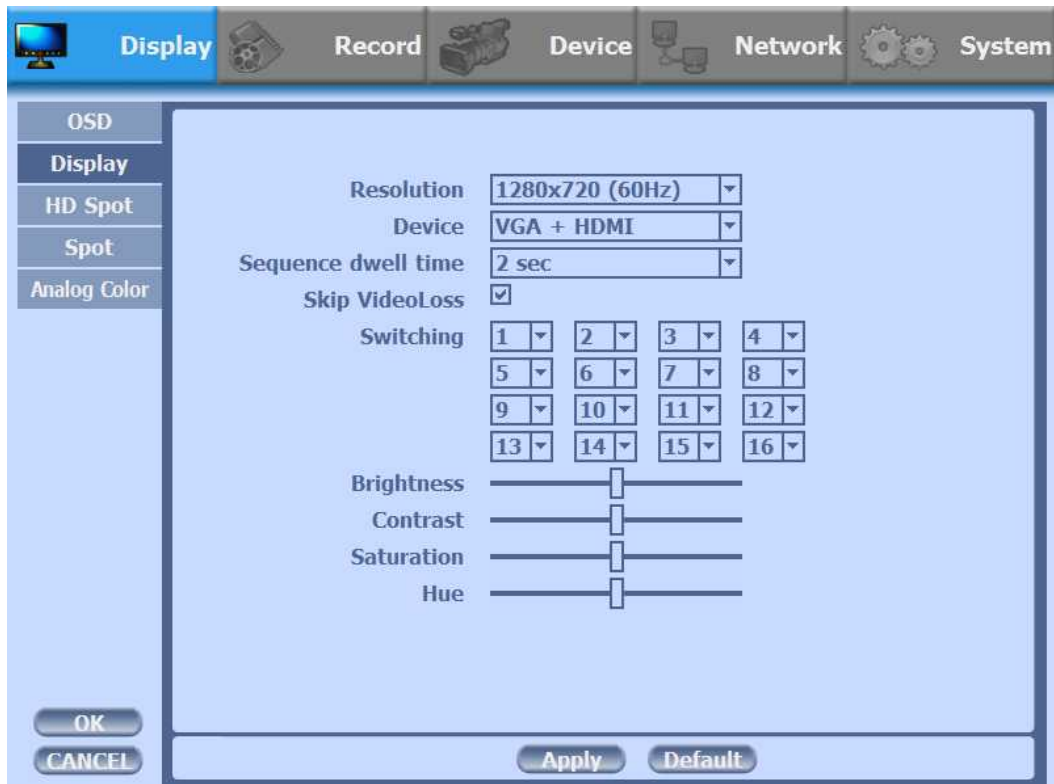 Display Record Device Network System
OSD
Display
HD Spot
Spot
Analog Color
Resolution 1280x720 (60Hz)
Device VGA + HDMI
Sequence dwell time 2 sec
Skip VideoLoss
Switching 1 2 3 4
5 6 7 8
9 10 11 12
13 14 15 16
Brightness
Contrast
Saturation
Hue
OK
CANCEL
Apply Default